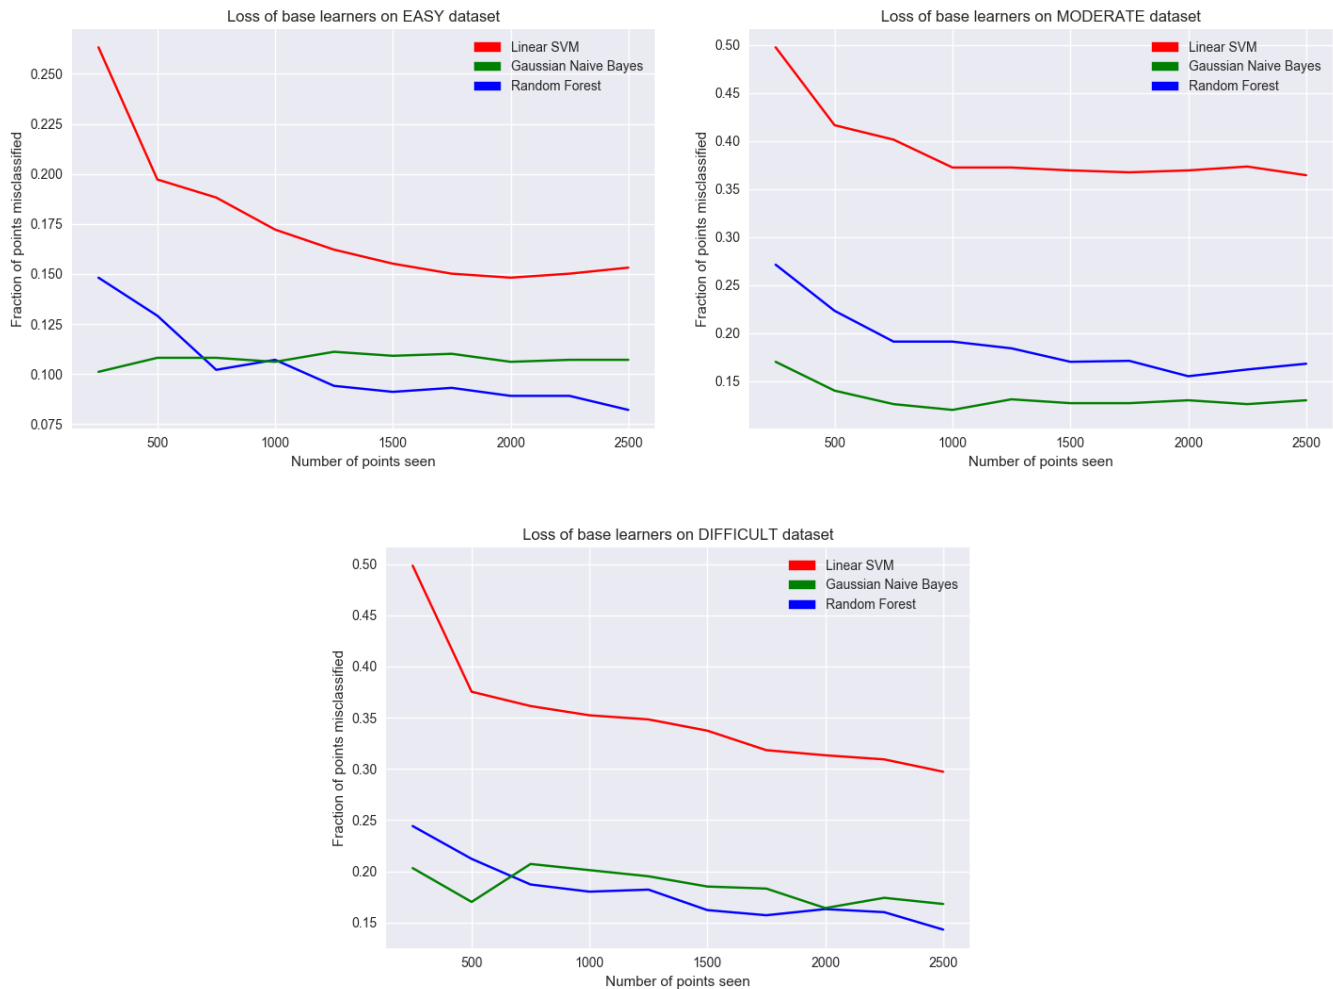 Loss of base learners on EASY dataset
Linear SVM
Gaussian Naive Bayes
Random Forest
Fraction of points misclassified
0.250
0.225
0.200
0.175
0.150
0.125
0.100
0.075
500 1000 1500 2000 2500
Number of points seen
Loss of base learners on MODERATE dataset
Linear SVM
Gaussian Naive Bayes
Random Forest
Fraction of points misclassified
0.50
0.45
0.40
0.35
0.30
0.25
0.20
0.15
500 1000 1500 2000 2500
Number of points seen
Loss of base learners on DIFFICULT dataset
Linear SVM
Gaussian Naive Bayes
Random Forest
Fraction of points misclassified
0.50
0.45
0.40
0.35
0.30
0.25
0.20
0.15
500 1000 1500 2000 2500
Number of points seen